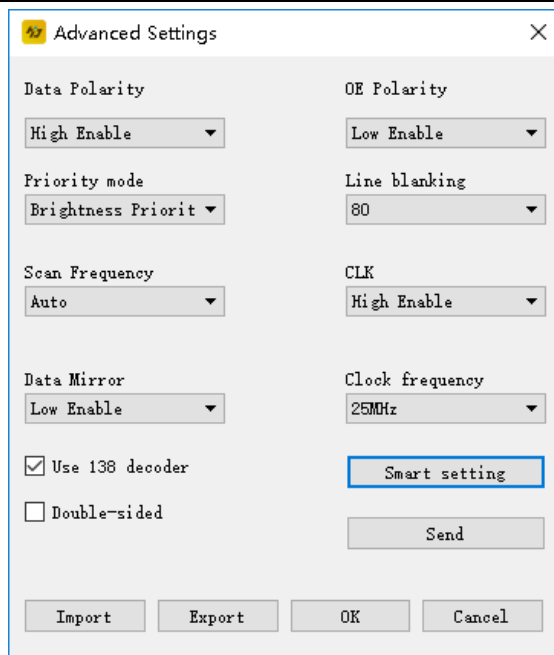 Advanced Settings
Data Polarity OE Polarity
High Enable Low Enable
Priority mode Line blanking
Brightness Priorit 80
Scan Frequency CLK
Auto High Enable
Data Mirror Clock frequency
Low Enable 25MHz
Use 138 decoder Smart setting
Double-sided
Send
Import Export OK Cancel